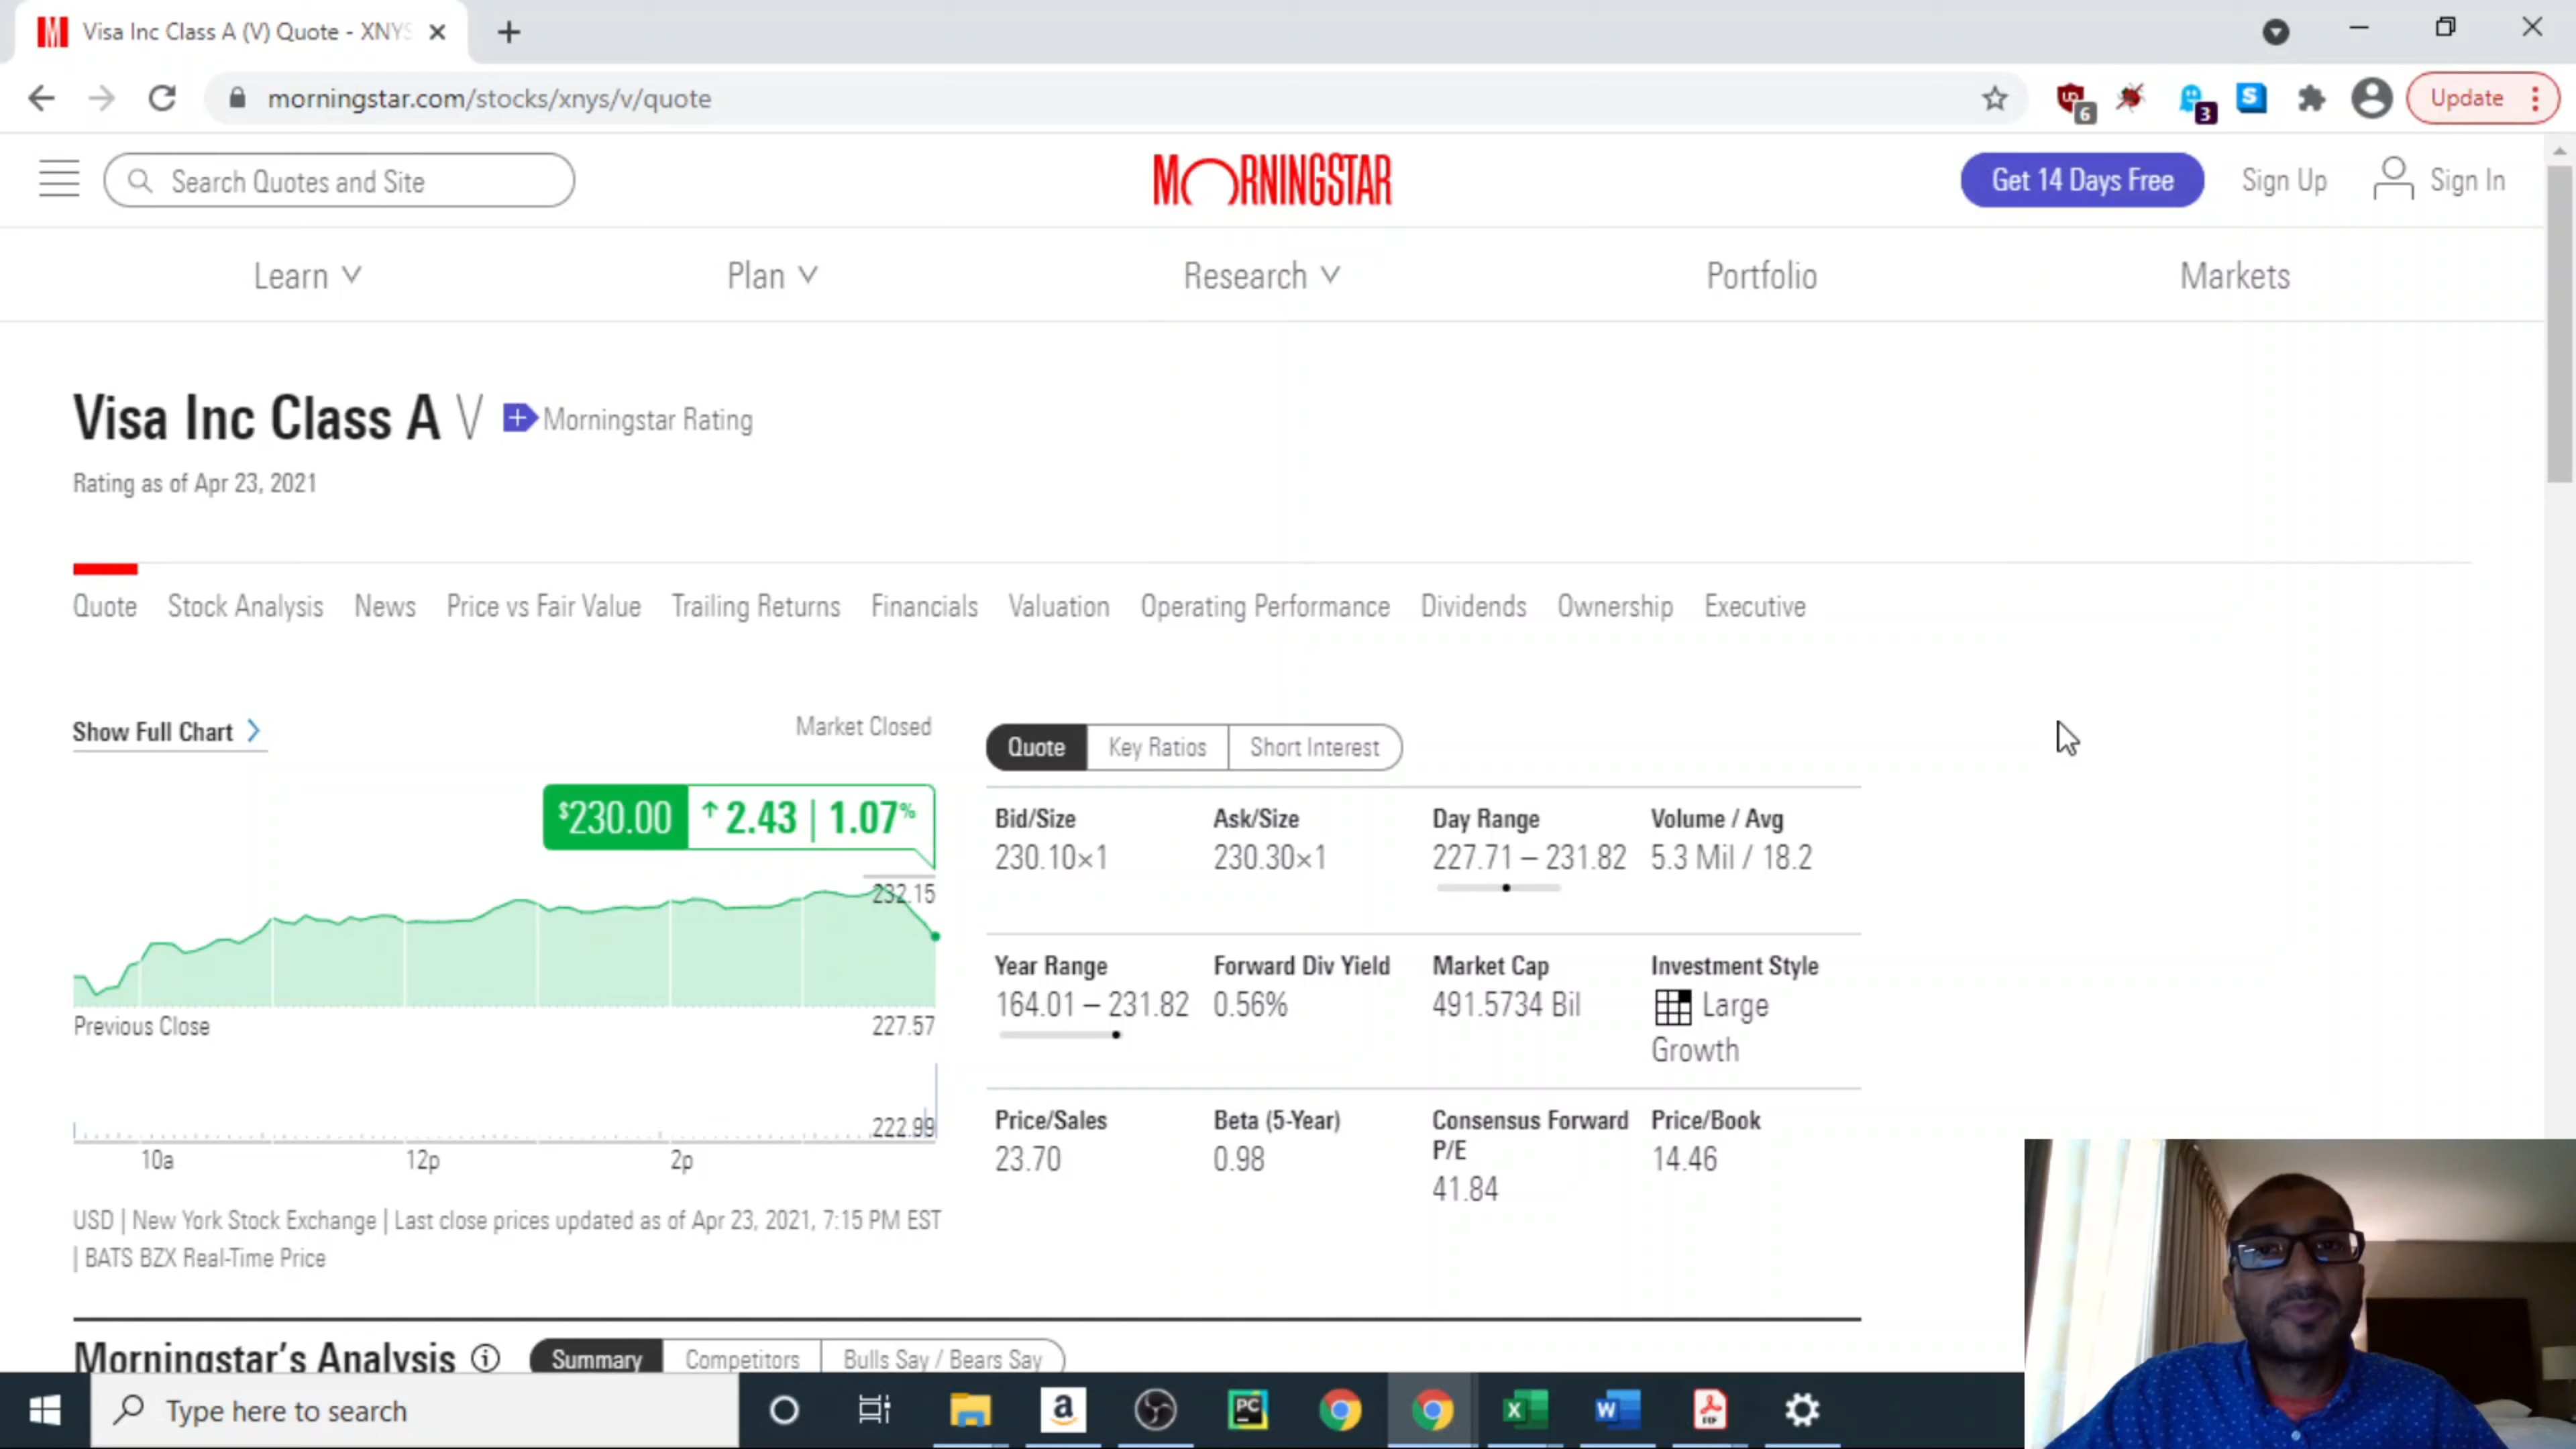 Visa Inc Class A (V) Quote - XNYS
morningstar.com/stocks/xnys/v/quote
6
3
S
Update
Search Quotes and Site
MORNINGSTAR
Get 14 Days Free
Sign Up
Sign In
Learn
Plan
Research
Portfolio
Markets
Visa Inc Class A V
Morningstar Rating
Rating as of Apr 23, 2021
Quote
Stock Analysis
News
Price vs Fair Value
Trailing Returns
Financials
Valuation
Operating Performance
Dividends
Ownership
Executive
Show Full Chart
Market Closed
$230.00 ↑2.43 | 1.07%
232.15
Previous Close
227.57
222.99
10a
12p
2p
USD | New York Stock Exchange | Last close prices updated as of Apr 23, 2021, 7:15 PM EST
| BATS BZX Real-Time Price
Quote
Key Ratios
Short Interest
Bid/Size
230.10×1
Ask/Size
230.30×1
Day Range
227.71 – 231.82
Volume / Avg
5.3 Mil / 18.2
Year Range
164.01 – 231.82
Forward Div Yield
0.56%
Market Cap
491.5734 Bil
Investment Style
Large
Growth
Price/Sales
23.70
Beta (5-Year)
0.98
Consensus Forward
P/E
41.84
Price/Book
14.46
Morningstar's Analysis
Summary
Competitors
Bulls Say / Bears Say
Type here to search
a
PC
X
W
PDF